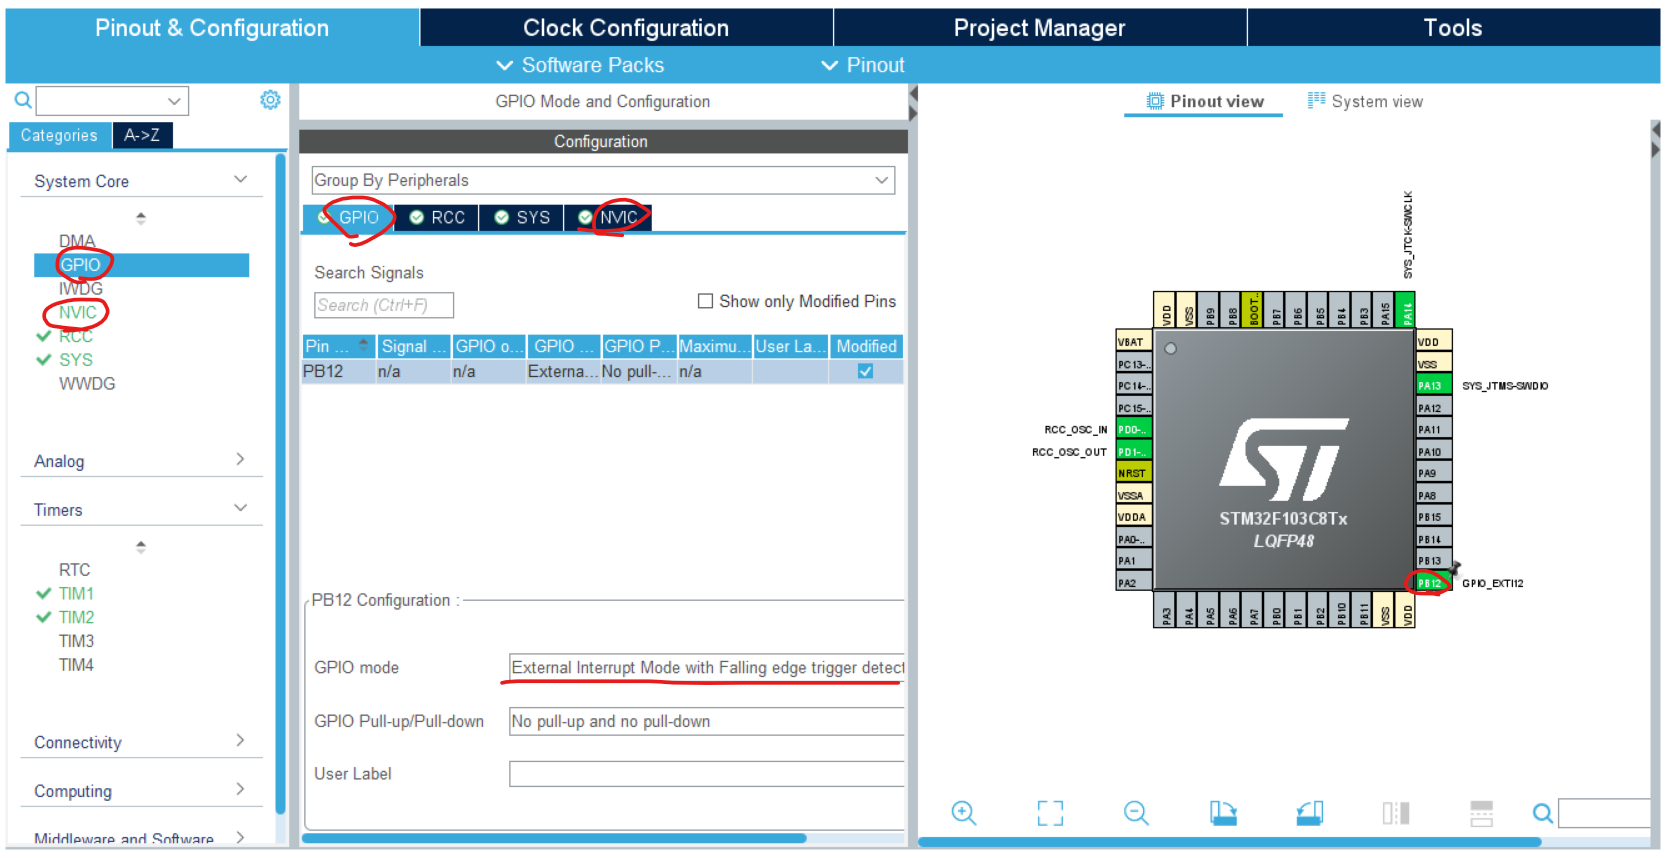 Pinout & Configuration
Clock Configuration
Project Manager
Tools
Software Packs
Pinout
Categories
A->Z
System Core
DMA
GPIO
IWDG
NVIC
RCC
SYS
WWDG
Analog
Timers
RTC
TIM1
TIM2
TIM3
TIM4
Connectivity
Computing
Middleware and Software
GPIO Mode and Configuration
Configuration
Group By Peripherals
GPIO
RCC
SYS
NVIC
Search Signals
Search (Ctrl+F)
Show only Modified Pins
Pin ... Signal ... GPIO o... GPIO ... GPIO P... Maximu... User La... Modified
PB12 n/a n/a Externa... No pull-... n/a
PB12 Configuration :
GPIO mode
External Interrupt Mode with Falling edge trigger detect
GPIO Pull-up/Pull-down
No pull-up and no pull-down
User Label
Pinout view
System view
SYS_JTCK-SWCLK
VDD
VSS
PB9
PB8
BOOT..
PB7
PB6
PB5
PB4
PB3
PA15
PA14
VBAT
PC13-..
PC14-..
PC15-..
RCC_OSC_IN PD0-..
RCC_OSC_OUT PD1-..
NRST
VSSA
VDDA
PA0-..
PA1
PA2
STM32F103C8Tx
LQFP48
VDD
VSS
PA13 SYS_JTMS-SWDIO
PA12
PA11
PA10
PA9
PA8
PB15
PB14
PB13
PB12 GPIO_EXTI12
PA3
PA4
PA5
PA6
PA7
PB0
PB1
PB2
PB10
PB11
VSS
VDD